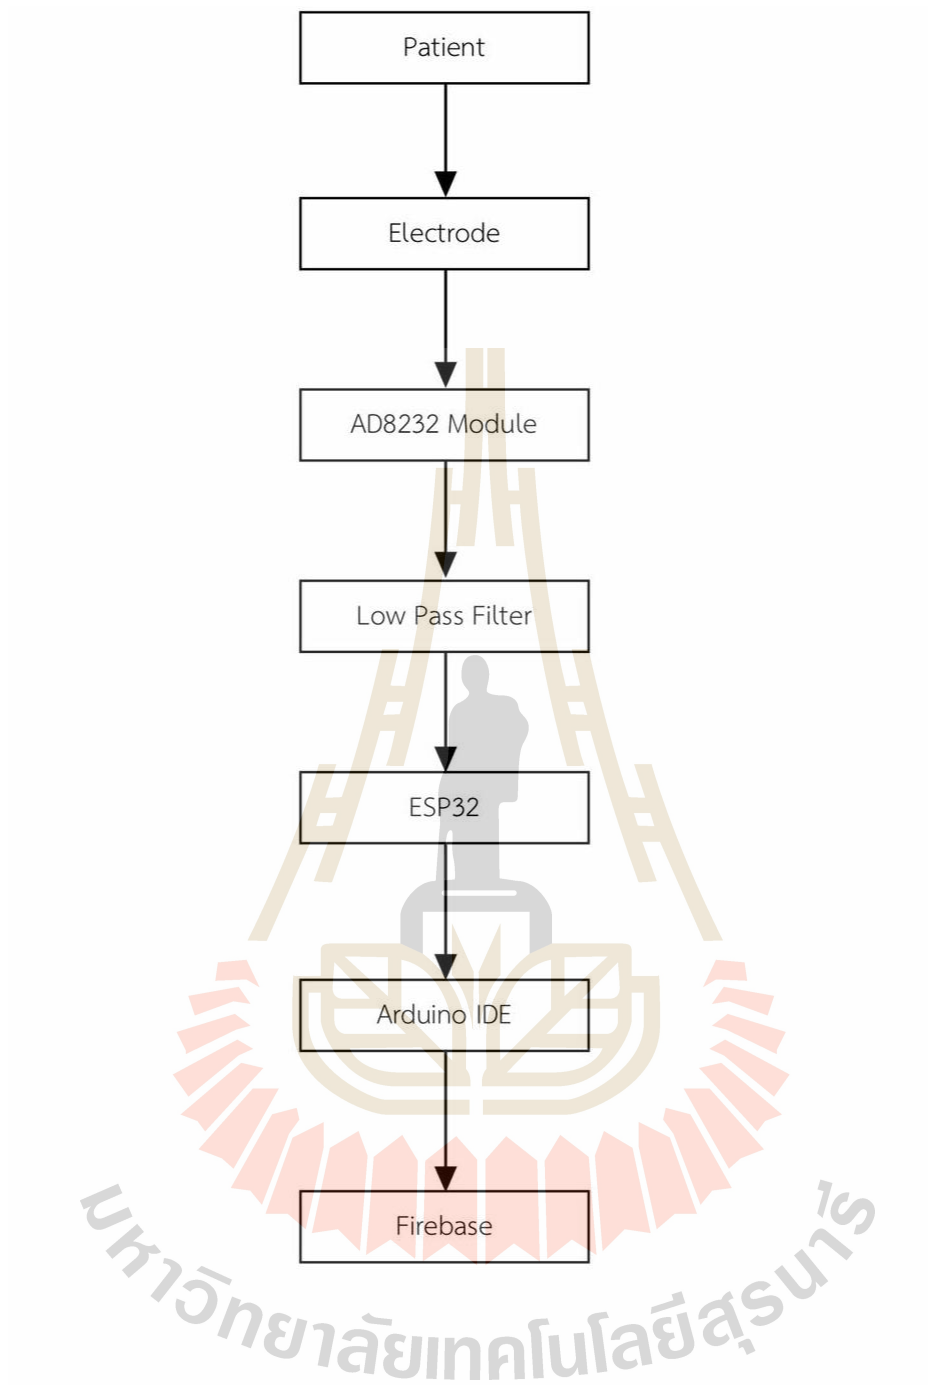 Patient
Electrode
AD8232 Module
Low Pass Filter
ESP32
Arduino IDE
Firebase
มหาวิทยาลัยเทคโนโลยีสุรนารี